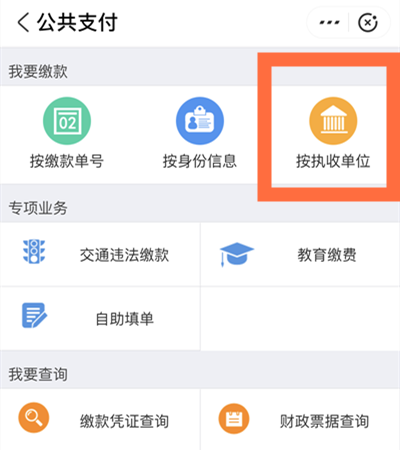 公共支付
我要缴款
02
按缴款单号
按身份信息
按执收单位
专项业务
交通违法缴款
教育缴费
自助填单
我要查询
缴款凭证查询
财政票据查询